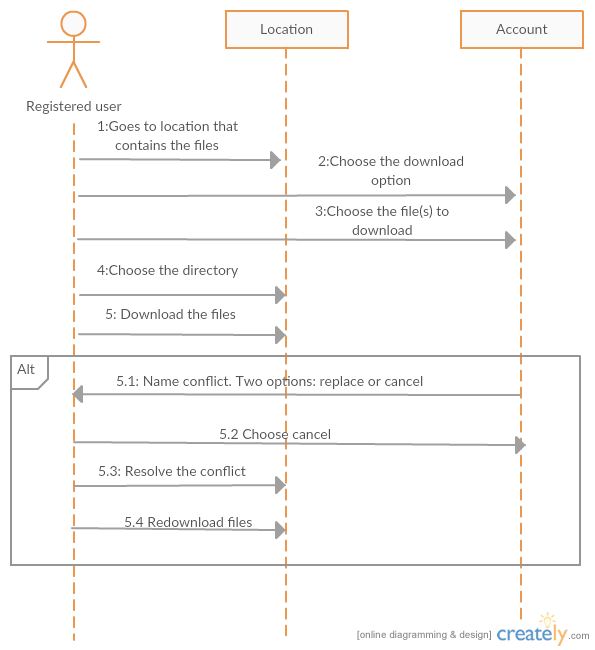 Location
Account
Registered user
1:Goes to location that
contains the files
2:Choose the download
option
3:Choose the file(s) to
download
4:Choose the directory
5: Download the files
Alt
5.1: Name conflict. Two options: replace or cancel
5.2 Choose cancel
5.3: Resolve the conflict
5.4 Redownload files
[online diagramming & design] creately.com